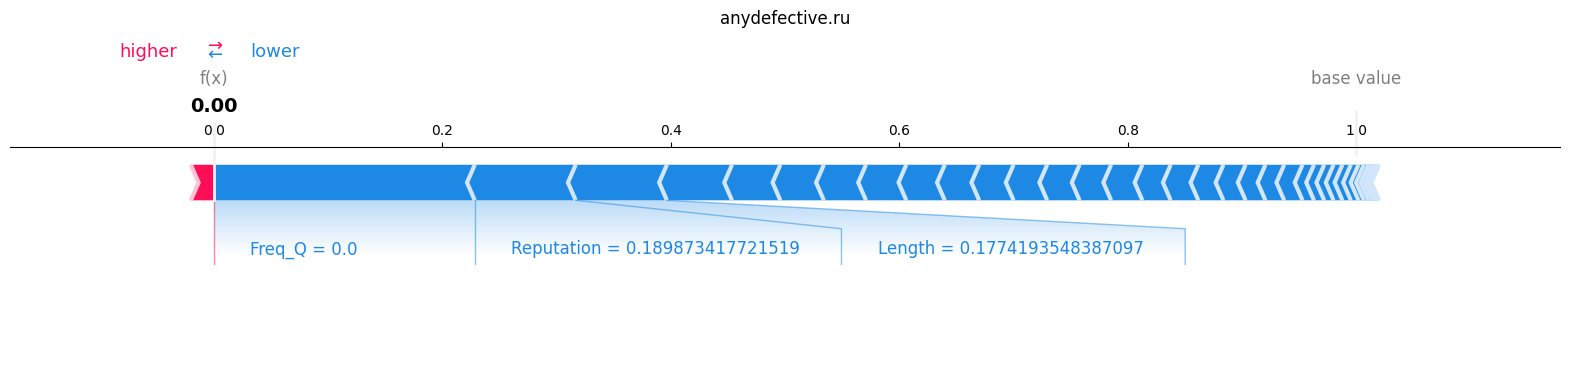 anydefective.ru
higher ⇄ lower
f(x)
base value
0.00
0.0 0.2 0.4 0.6 0.8 1.0
Freq_Q = 0.0
Reputation = 0.189873417721519
Length = 0.1774193548387097